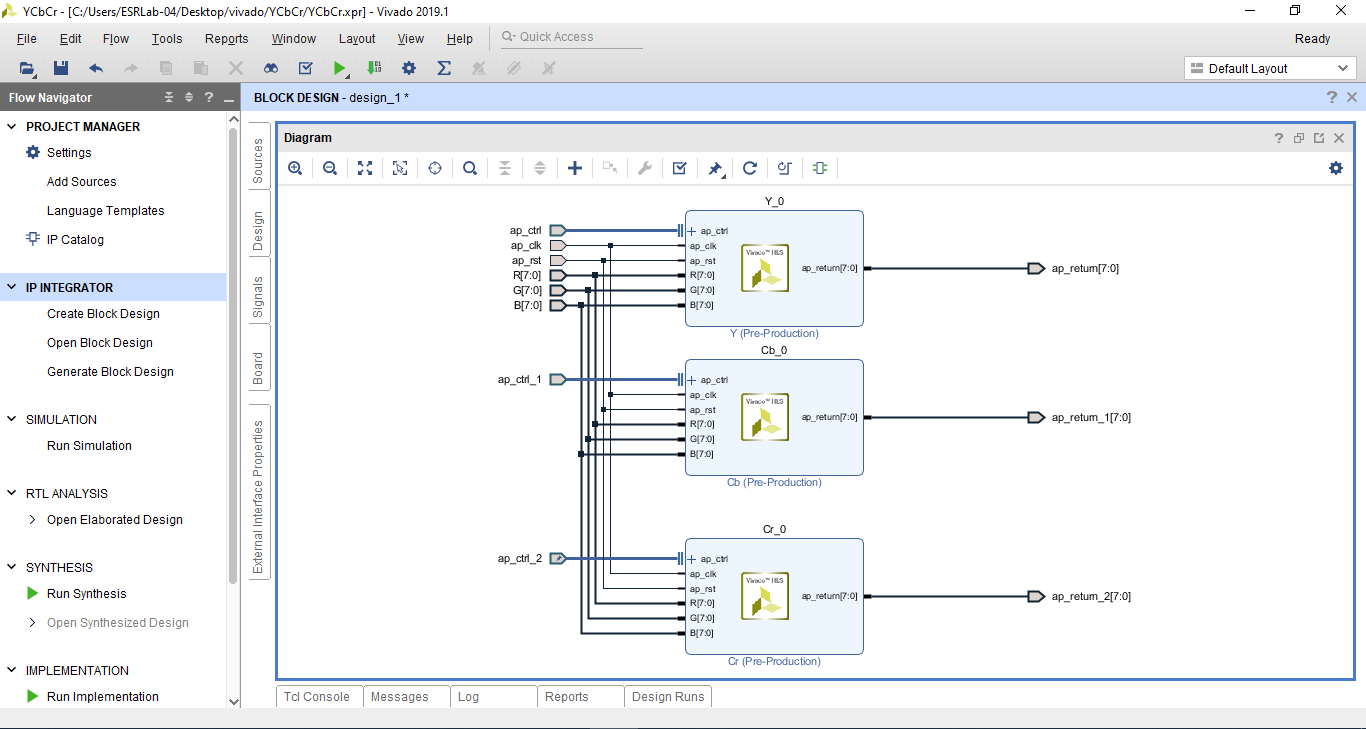 YCbCr - [C:/Users/ESRLab-04/Desktop/vivado/YCbCr/YCbCr.xpr] - Vivado 2019.1
File Edit Flow Tools Reports Window Layout View Help Quick Access Ready
Default Layout
Flow Navigator
PROJECT MANAGER
Settings
Add Sources
Language Templates
IP Catalog
IP INTEGRATOR
Create Block Design
Open Block Design
Generate Block Design
SIMULATION
Run Simulation
RTL ANALYSIS
Open Elaborated Design
SYNTHESIS
Run Synthesis
Open Synthesized Design
IMPLEMENTATION
Run Implementation
BLOCK DESIGN - design_1 *
Sources
Design
Signals
Board
External Interface Properties
Diagram
ap_ctrl
ap_clk
ap_rst
R[7:0]
G[7:0]
B[7:0]
Y_0
ap_ctrl
ap_clk
ap_rst
R[7:0]
G[7:0]
B[7:0]
Vivado™ HLS
ap_return[7:0]
Y (Pre-Production)
ap_return[7:0]
ap_ctrl_1
Cb_0
ap_ctrl
ap_clk
ap_rst
R[7:0]
G[7:0]
B[7:0]
Vivado™ HLS
ap_return[7:0]
Cb (Pre-Production)
ap_return_1[7:0]
ap_ctrl_2
Cr_0
ap_ctrl
ap_clk
ap_rst
R[7:0]
G[7:0]
B[7:0]
Vivado™ HLS
ap_return[7:0]
Cr (Pre-Production)
ap_return_2[7:0]
Tcl Console Messages Log Reports Design Runs